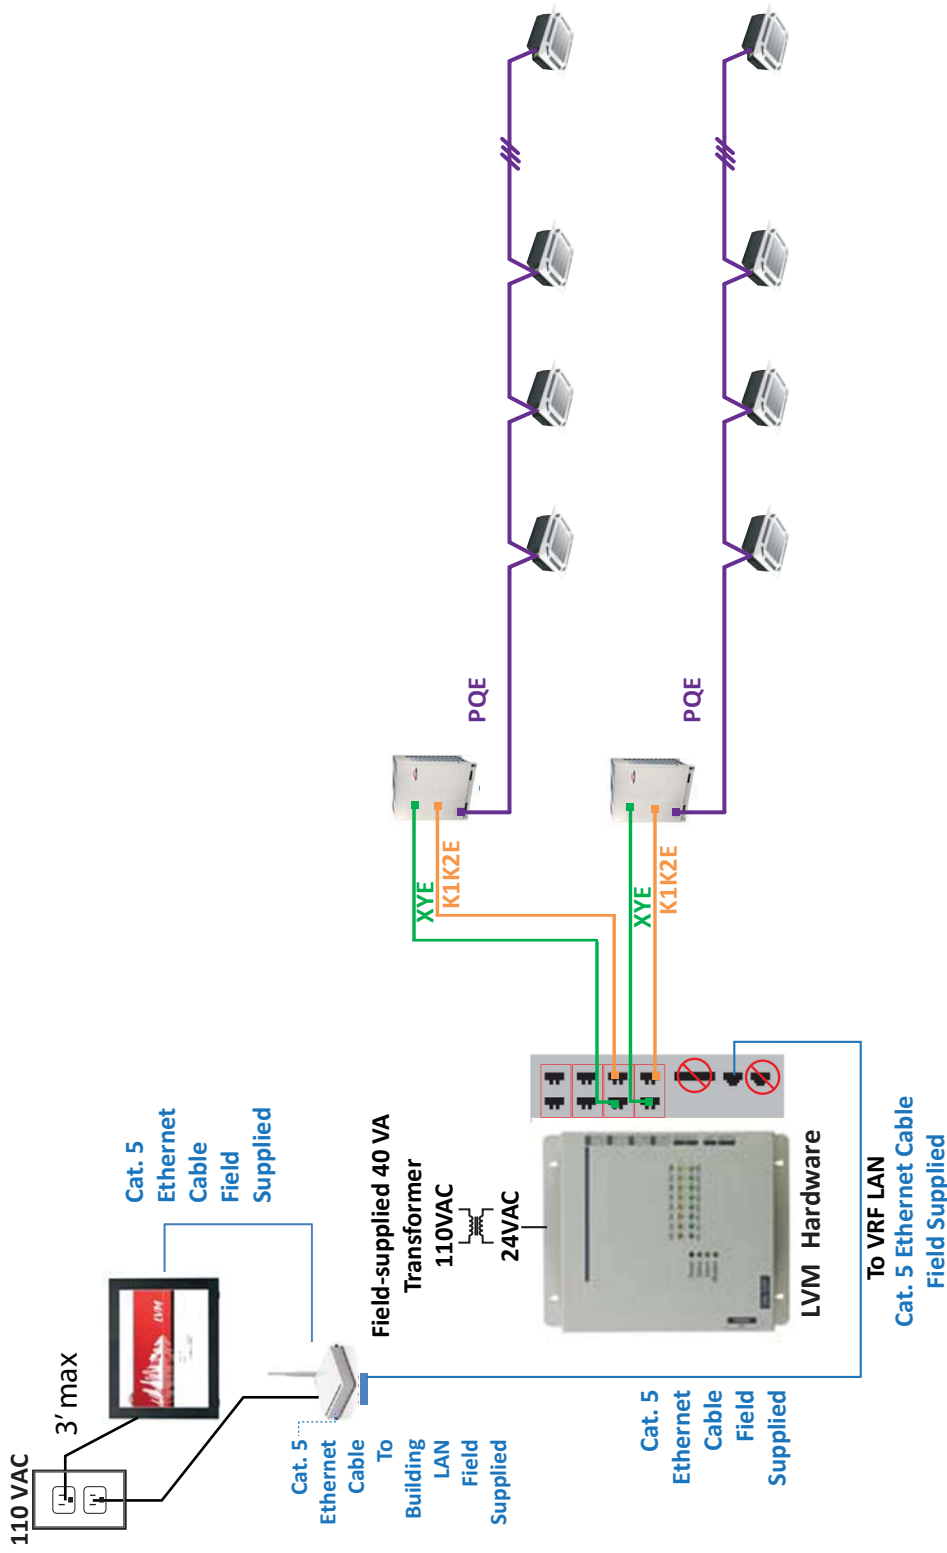 110 VAC
3’ max
Cat. 5
Ethernet
Cable
Field
Supplied
LVM
Cat. 5
Ethernet
Cable
To
Building
LAN
Field
Supplied
Field-supplied 40 VA
Transformer
110VAC
24VAC
LVM Hardware
Cat. 5
Ethernet
Cable
Field
Supplied
To VRF LAN
Cat. 5 Ethernet Cable
Field Supplied
XYE
K1K2E
PQE
XYE
K1K2E
PQE